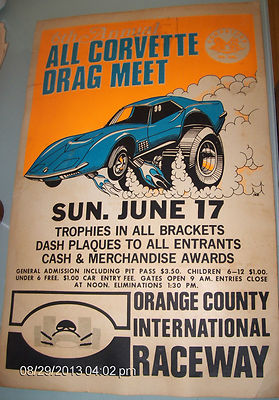 8th Annual
ALL CORVETTE
DRAG MEET
SUN. JUNE 17
TROPHIES IN ALL BRACKETS
DASH PLAQUES TO ALL ENTRANTS
CASH & MERCHANDISE AWARDS
GENERAL ADMISSION INCLUDING PIT PASS $3.50. CHILDREN 6-12 $1.00.
UNDER 6 FREE. $1.00 CAR ENTRY FEE. GATES OPEN 9 AM. ENTRIES CLOSE
AT NOON. ELIMINATIONS 1:30 PM.
ORANGE COUNTY
INTERNATIONAL
RACEWAY
08/29/2013 04:02 pm